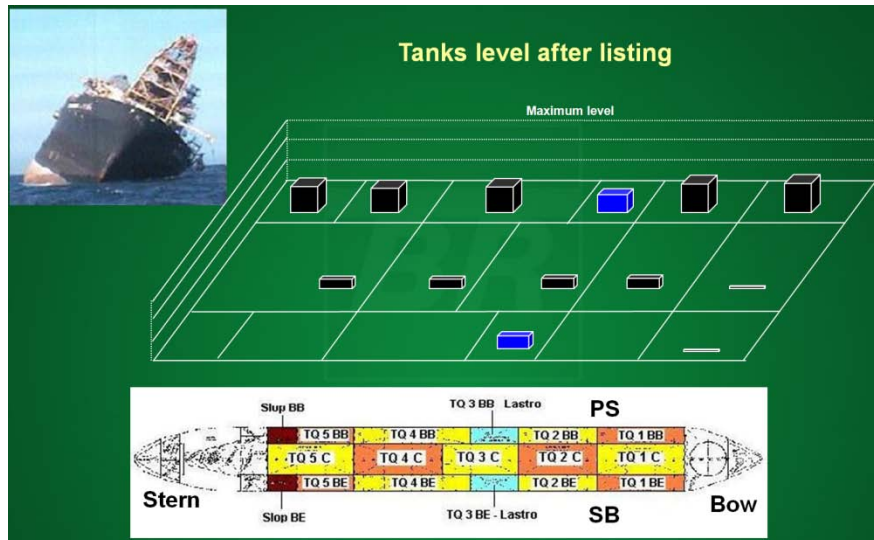 Tanks level after listing
Maximum level
BR
Slup BB
TQ 3 BB - Lastro
PS
TQ 5 BB
TQ 4 BB
TQ 2 BB
TQ 1 BB
TQ 5 C
TQ 4 C
TQ 3 C
TQ 2 C
TQ 1 C
Stern
TQ 5 BE
TQ 4 BE
TQ 2 BE
TQ 1 BE
Bow
Slop BE
TQ 3 BE - Lastro
SB